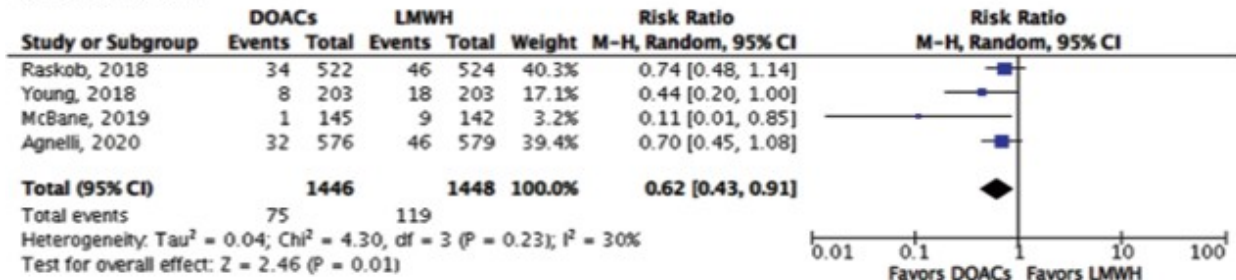 DOACs LMWH Risk Ratio Risk Ratio
Study or Subgroup Events Total Events Total Weight M-H, Random, 95% CI M-H, Random, 95% CI
Raskob, 2018 34 522 46 524 40.3% 0.74 [0.48, 1.14]
Young, 2018 8 203 18 203 17.1% 0.44 [0.20, 1.00]
McBane, 2019 1 145 9 142 3.2% 0.11 [0.01, 0.85]
Agnelli, 2020 32 576 46 579 39.4% 0.70 [0.45, 1.08]
Total (95% CI) 1446 1448 100.0% 0.62 [0.43, 0.91]
Total events 75 119
Heterogeneity: Tau² = 0.04; Chi² = 4.30, df = 3 (P = 0.23); I² = 30%
Test for overall effect: Z = 2.46 (P = 0.01)
0.01 0.1 1 10 100
Favors DOACs Favors LMWH